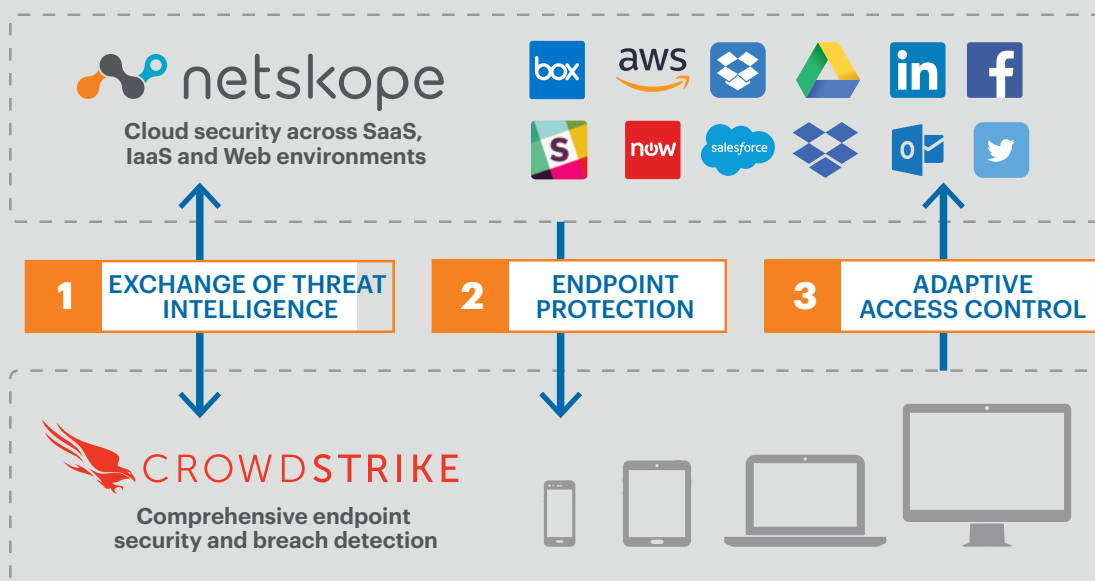 netskope
Cloud security across SaaS,
IaaS and Web environments
box
aws
in
f
S
now
salesforce
o
1
EXCHANGE OF THREAT
INTELLIGENCE
2
ENDPOINT
PROTECTION
3
ADAPTIVE
ACCESS CONTROL
CROWDSTRIKE
Comprehensive endpoint
security and breach detection